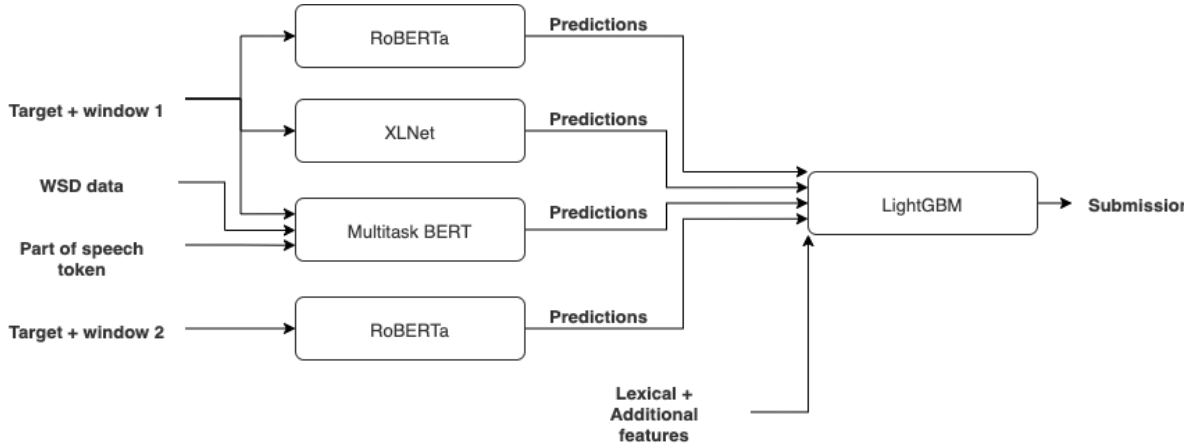 RoBERTa
Predictions
Target + window 1
XLNet
Predictions
WSD data
Multitask BERT
Predictions
Part of speech
token
Target + window 2
RoBERTa
Predictions
LightGBM
Submission
Lexical +
Additional
features